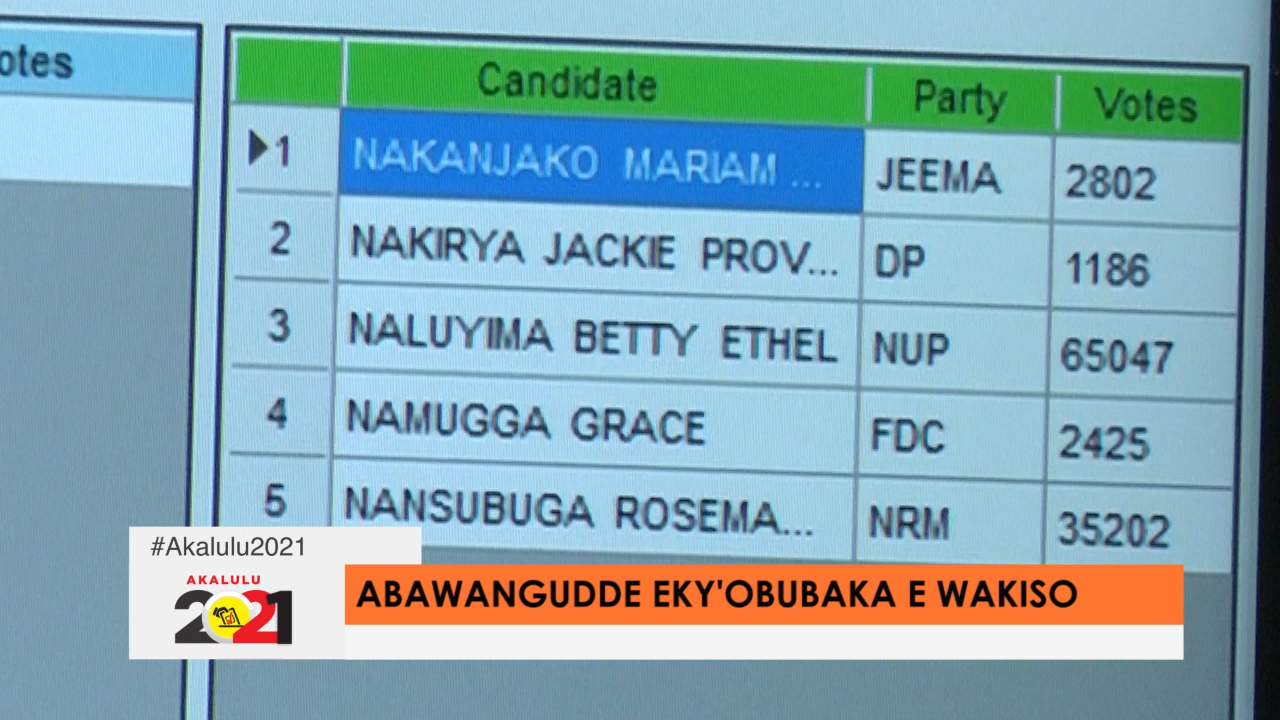 otes
Candidate Party Votes
1 NAKANJAKO MARIAM ... JEEMA 2802
2 NAKIRYA JACKIE PROV... DP 1186
3 NALUYIMA BETTY ETHEL NUP 65047
4 NAMUGGA GRACE FDC 2425
5 NANSUBUGA ROSEMA... NRM 35202
#Akalulu2021
AKALULU
2021
ABAWANGUDDE EKY'OBUBAKA E WAKISO